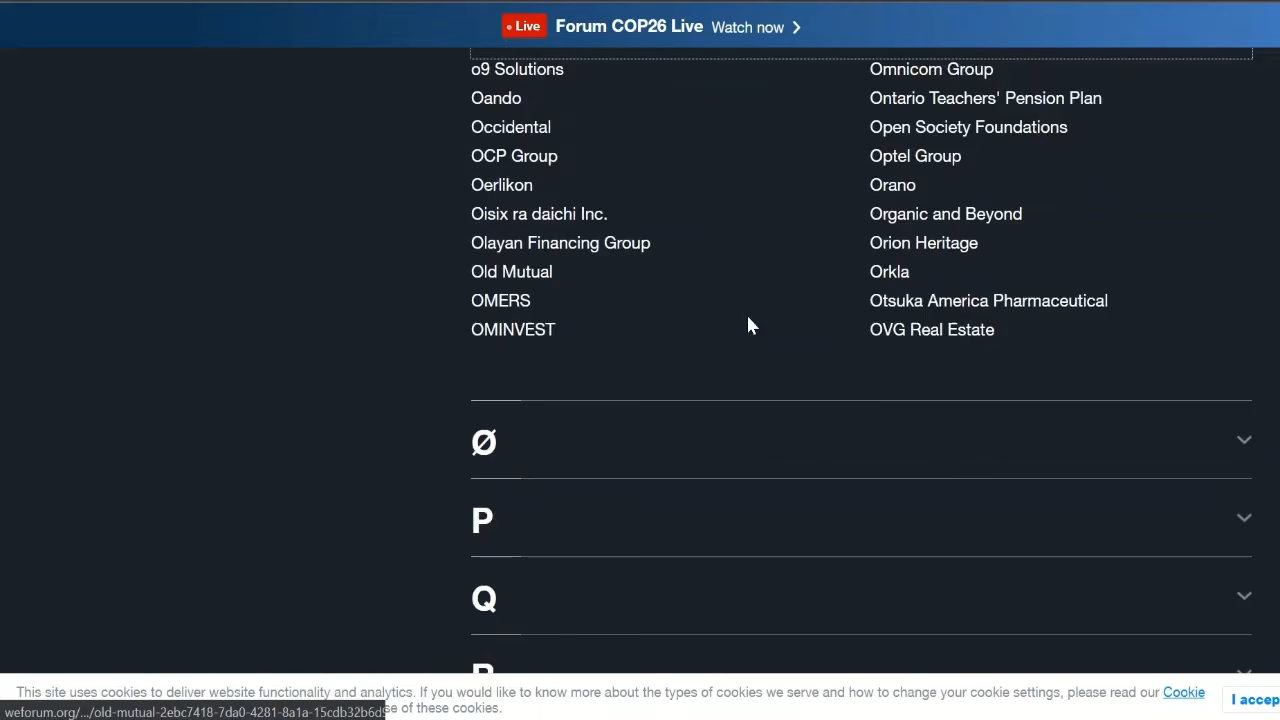 • Live Forum COP26 Live Watch now
o9 Solutions
Oando
Occidental
OCP Group
Oerlikon
Oisix ra daichi Inc.
Olayan Financing Group
Old Mutual
OMERS
OMINVEST
Omnicom Group
Ontario Teachers' Pension Plan
Open Society Foundations
Optel Group
Orano
Organic and Beyond
Orion Heritage
Orkla
Otsuka America Pharmaceutical
OVG Real Estate
Ø
P
Q
R
This site uses cookies to deliver website functionality and analytics. If you would like to know more about the types of cookies we serve and how to change your cookie settings, please read our Cookie
se of these cookies.
I accep
weforum.org/.../old-mutual-2ebc7418-7da0-4281-8a1a-15cdb32b6d